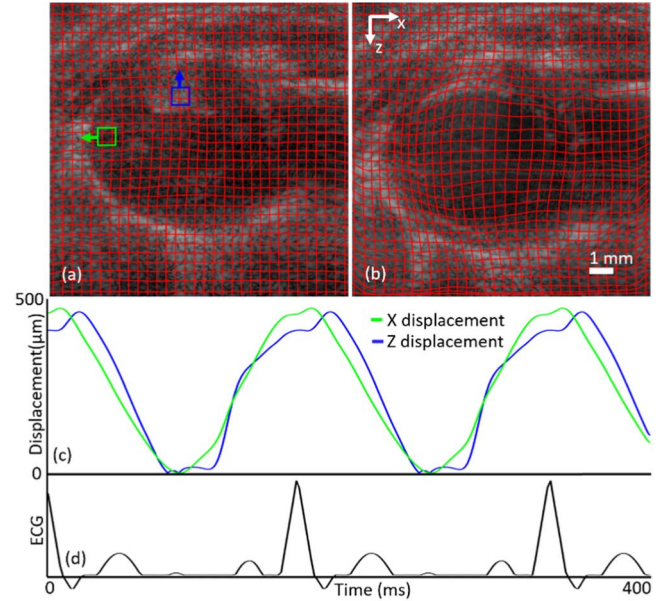 X
z
(a)
(b)
1 mm
500
X displacement
Z displacement
Displacement(μm)
0
(c)
ECG
(d)
0
Time (ms)
400